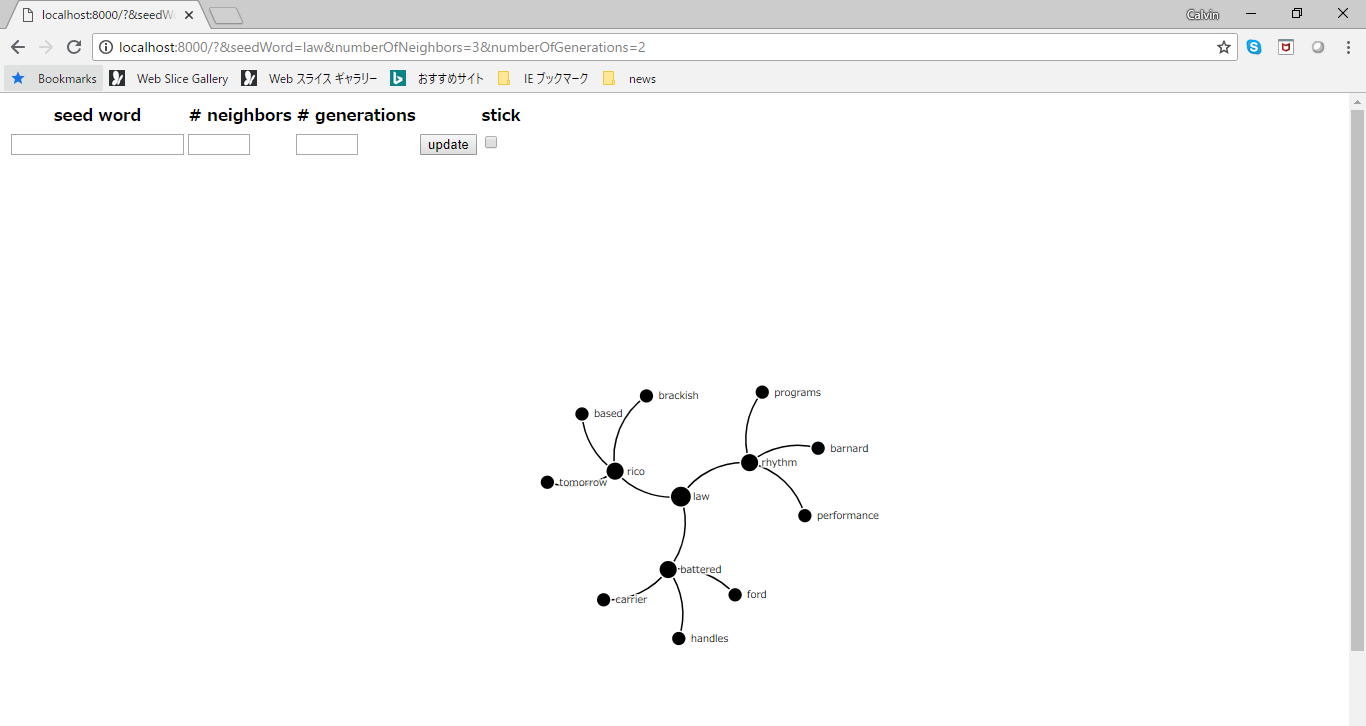 localhost:8000/?&seedWo
Calvin
localhost:8000/?&seedWord=law&numberOfNeighbors=3&numberOfGenerations=2
Bookmarks Web Slice Gallery Web スライス ギャラリー おすすめサイト IE ブックマーク news
seed word # neighbors # generations stick
update
programs
brackish
based
barnard
rhythm
rico
tomorrow
law
performance
battered
ford
carrier
handles